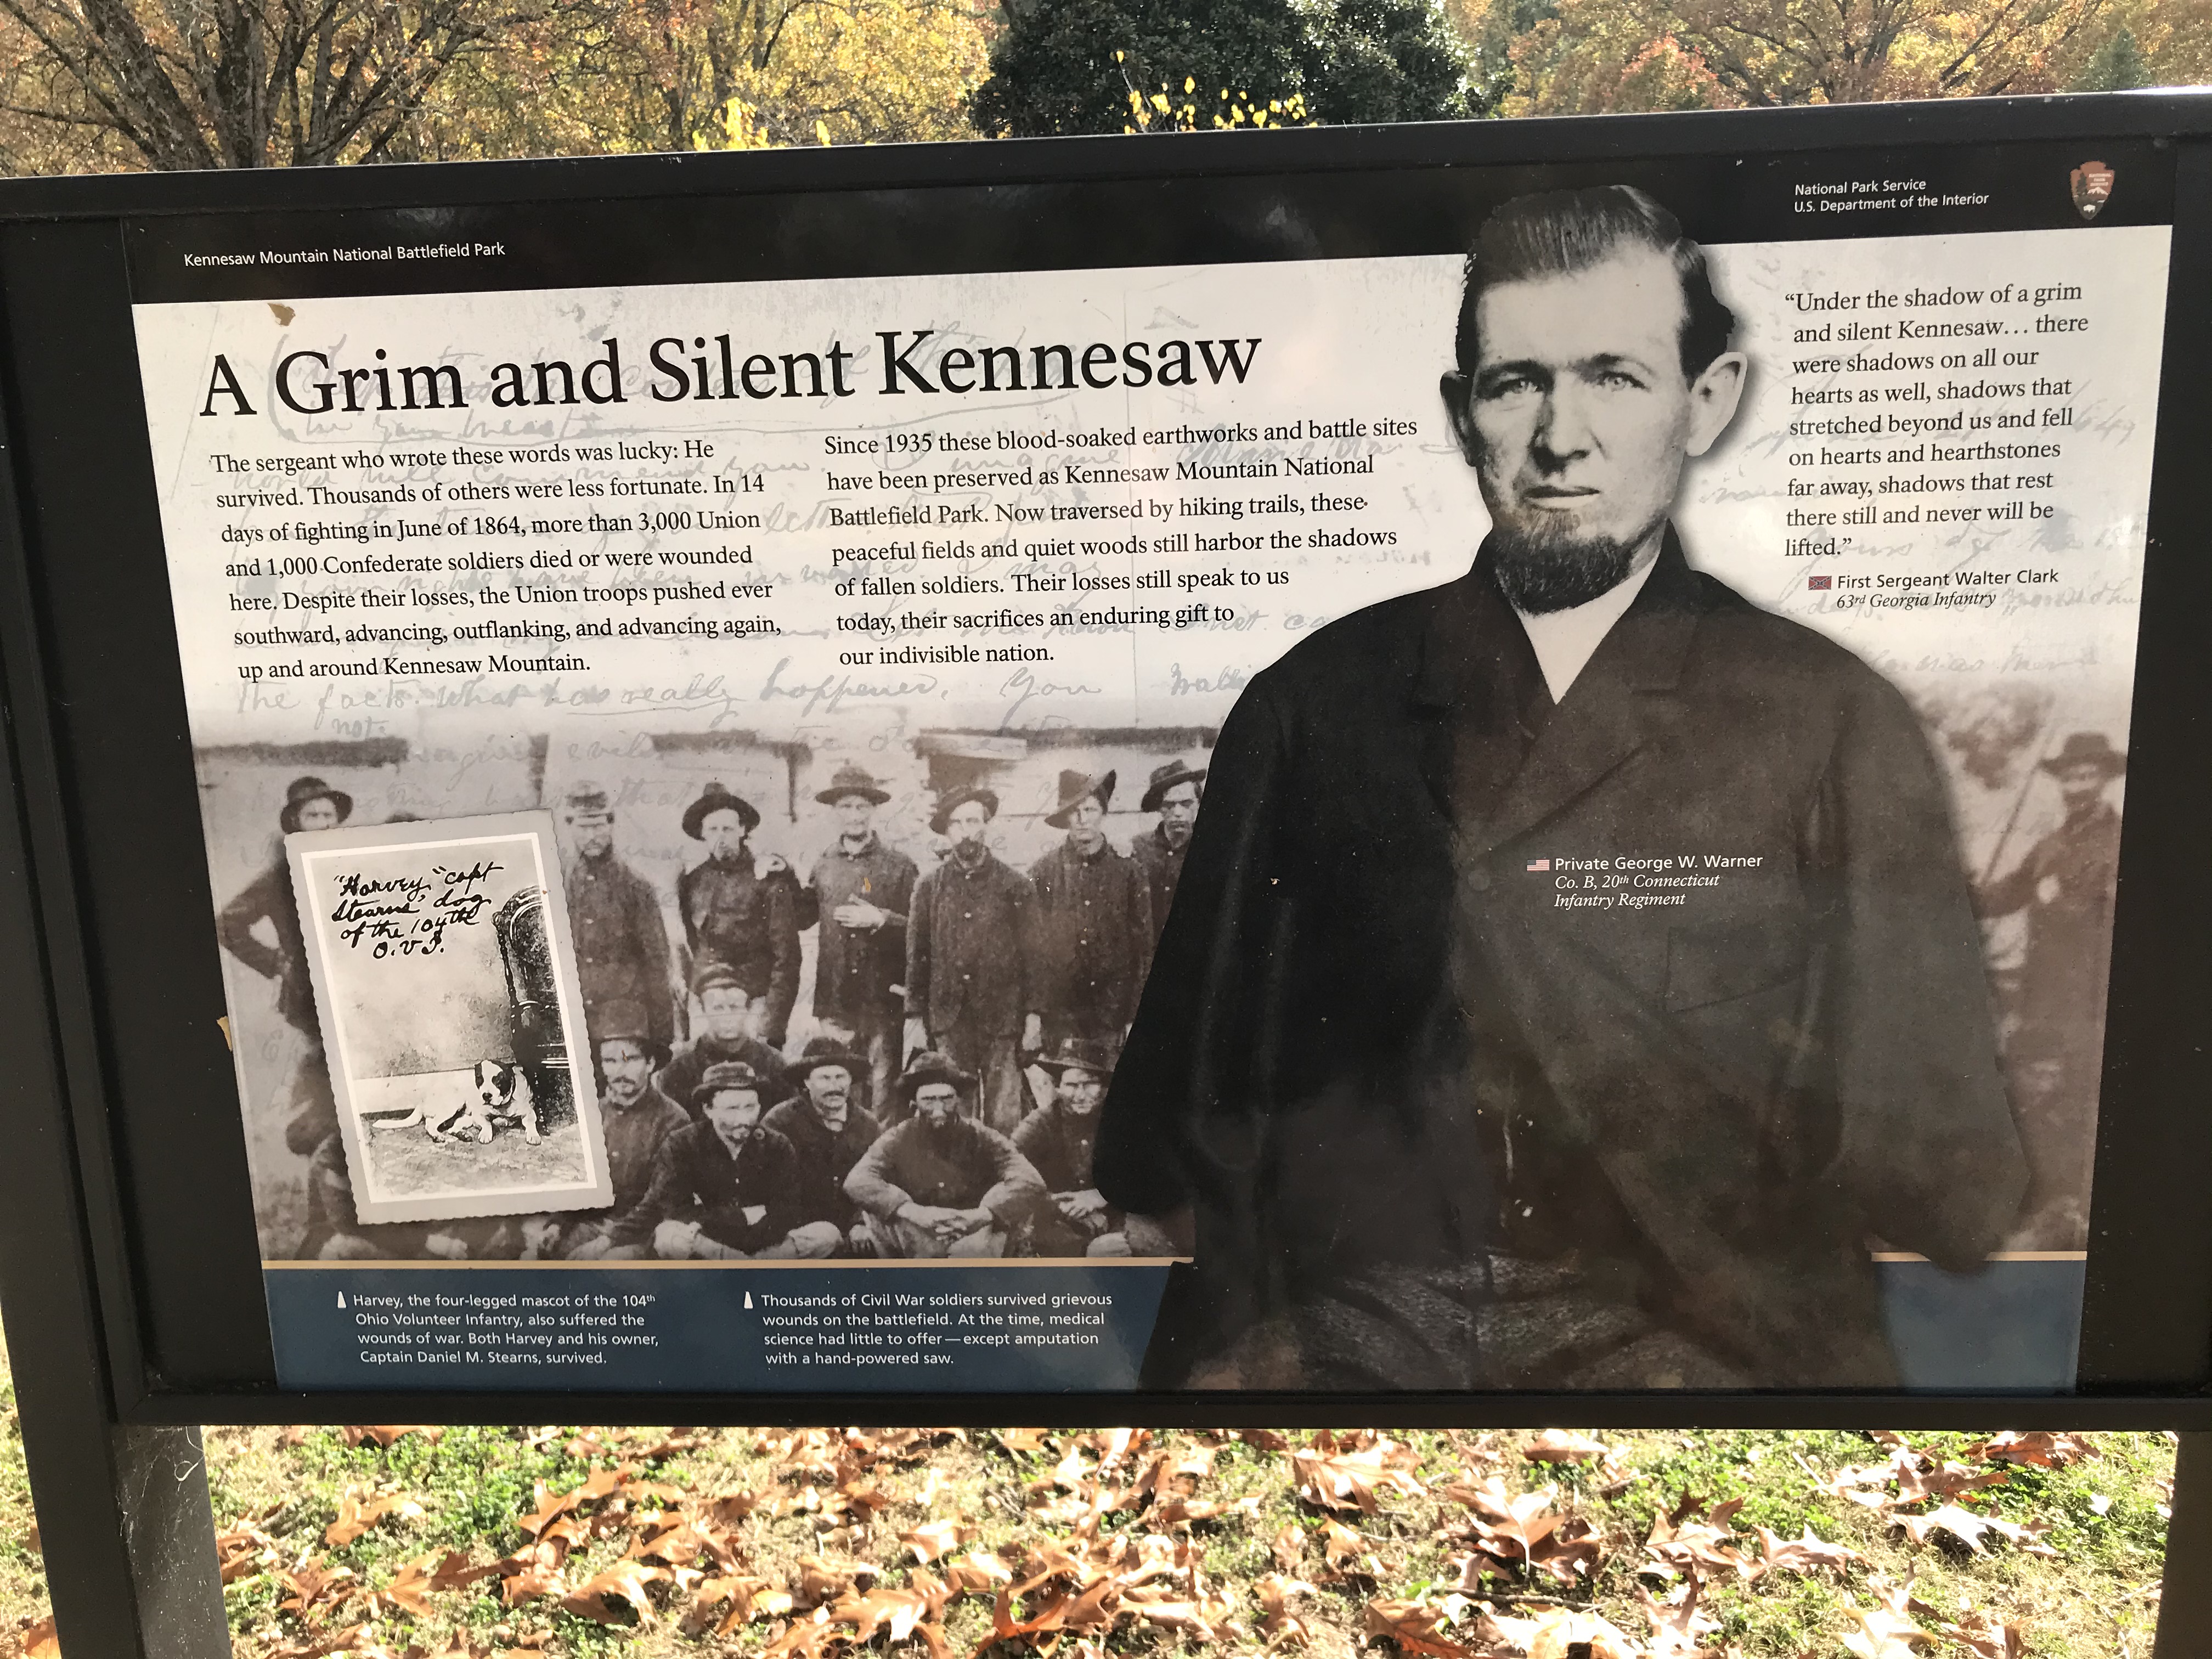 Kennesaw Mountain National Battlefield Park
National Park Service
U.S. Department of the Interior
A Grim and Silent Kennesaw
The sergeant who wrote these words was lucky: He
survived. Thousands of others were less fortunate. In 14
days of fighting in June of 1864, more than 3,000 Union
and 1,000 Confederate soldiers died or were wounded
here. Despite their losses, the Union troops pushed ever
southward, advancing, outflanking, and advancing again,
up and around Kennesaw Mountain.
Since 1935 these blood-soaked earthworks and battle sites
have been preserved as Kennesaw Mountain National
Battlefield Park. Now traversed by hiking trails, these
peaceful fields and quiet woods still harbor the shadows
of fallen soldiers. Their losses still speak to us
today, their sacrifices an enduring gift to
our indivisible nation.
“Under the shadow of a grim
and silent Kennesaw... there
were shadows on all our
hearts as well, shadows that
stretched beyond us and fell
on hearts and hearthstones
far away, shadows that rest
there still and never will be
lifted.”
First Sergeant Walter Clark
63rd Georgia Infantry
the facts what has really happened. You
not
"Harvey," capt
Stearns' dog
of the 104th
O.V.I.
Private George W. Warner
Co. B, 20th Connecticut
Infantry Regiment
Harvey, the four-legged mascot of the 104th
Ohio Volunteer Infantry, also suffered the
wounds of war. Both Harvey and his owner,
Captain Daniel M. Stearns, survived.
Thousands of Civil War soldiers survived grievous
wounds on the battlefield. At the time, medical
science had little to offer — except amputation
with a hand-powered saw.